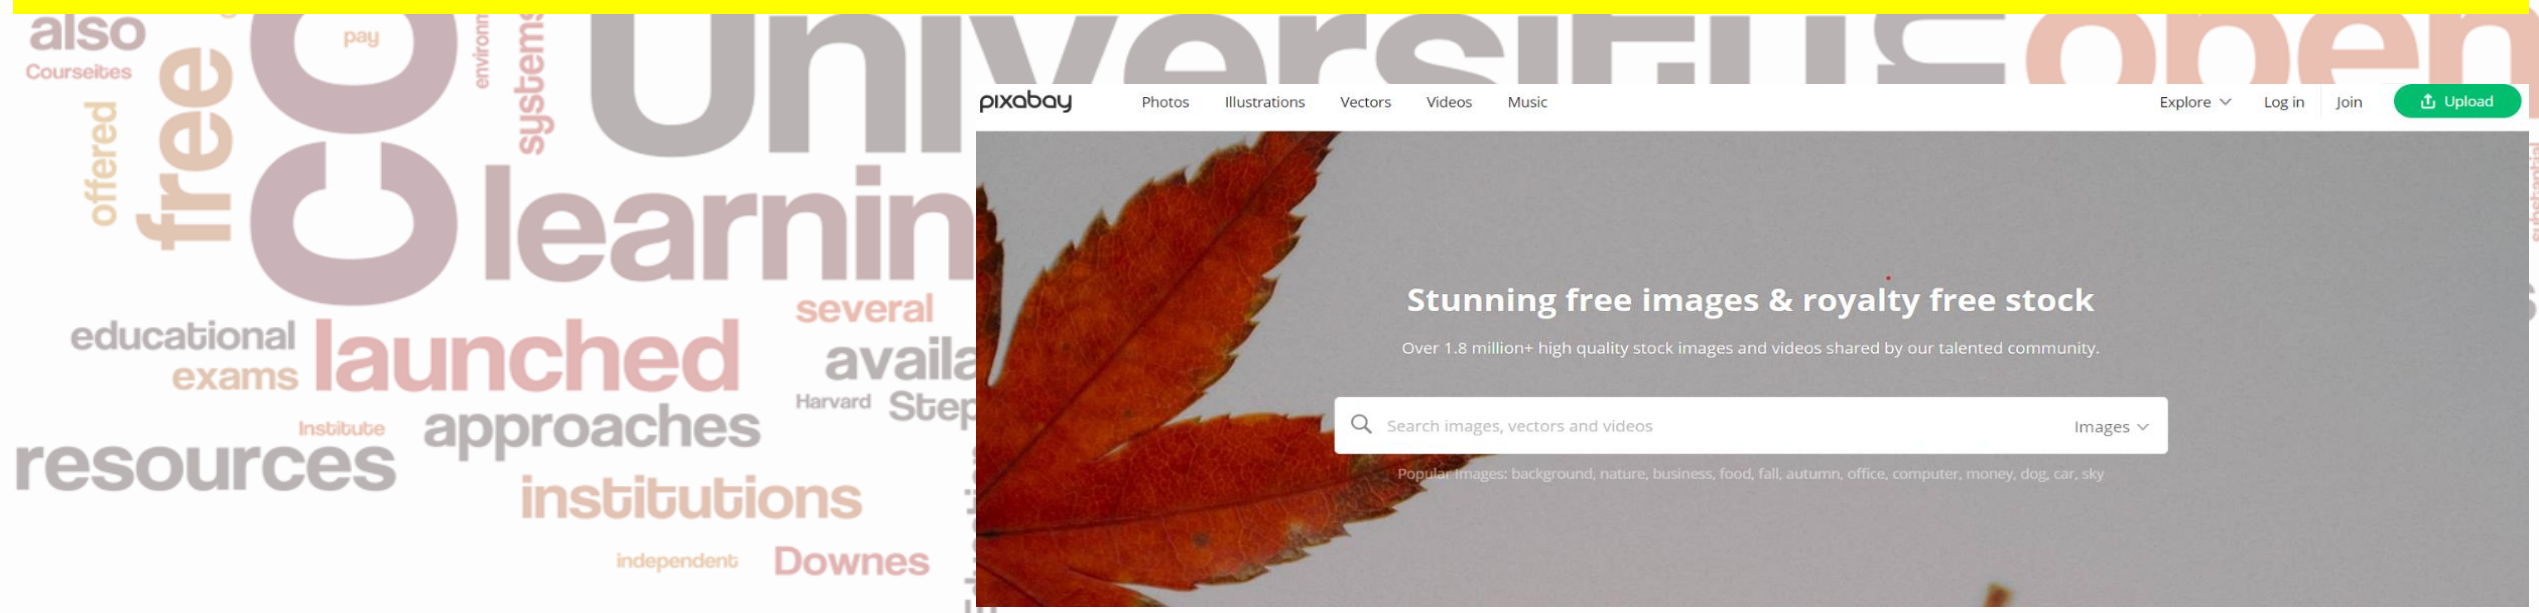 also
Courseites
pay
offered
free
systems
learnin
several
educational
launched
exams
availa
Harvard
Step
Institute
approaches
resources
institutions
independent
Downes
pixabay Photos Illustrations Vectors Videos Music Explore Log in Join Upload
Stunning free images & royalty free stock
Over 1.8 million+ high quality stock images and videos shared by our talented community.
Search images, vectors and videos Images
Popular images: background, nature, business, food, fall, autumn, office, computer, money, dog, car, sky
open